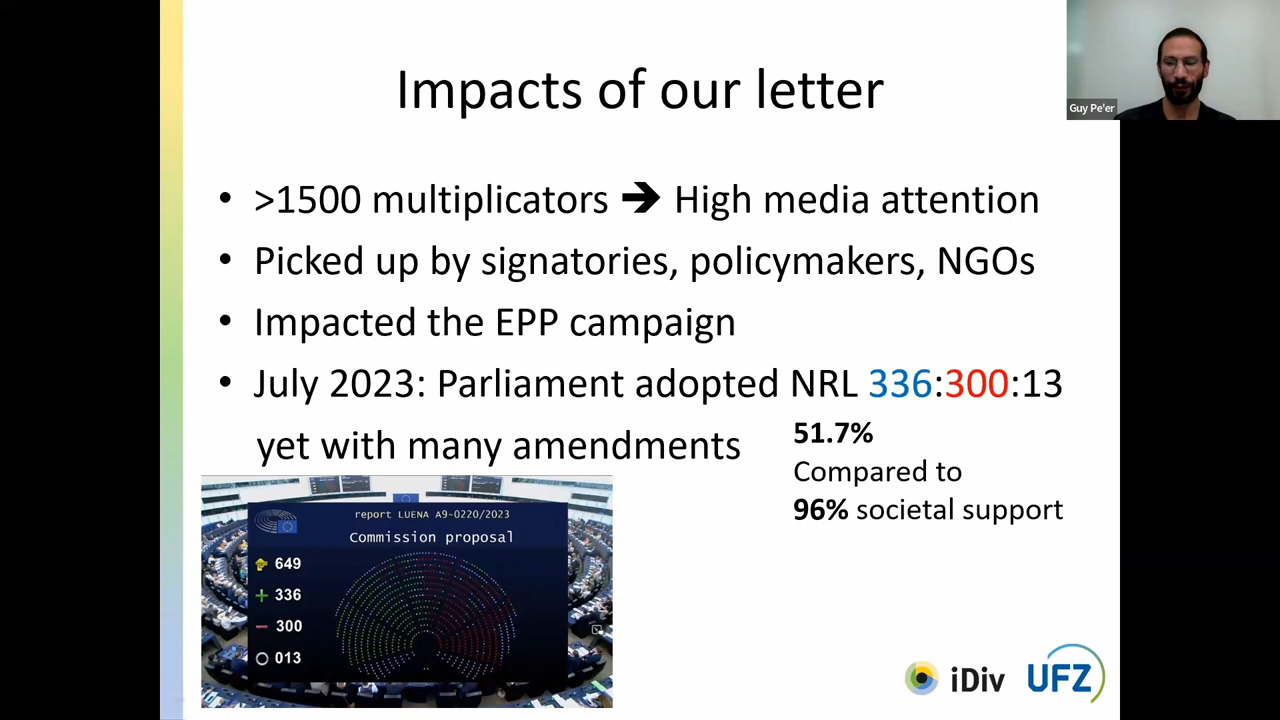 Impacts of our letter
Guy Pe'er
• >1500 multiplicators ➔ High media attention
• Picked up by signatories, policymakers, NGOs
• Impacted the EPP campaign
• July 2023: Parliament adopted NRL 336:300:13
yet with many amendments
51.7%
Compared to
96% societal support
report LUENA A9-0220/2023
Commission proposal
649
+ 336
− 300
013
iDiv
UFZ